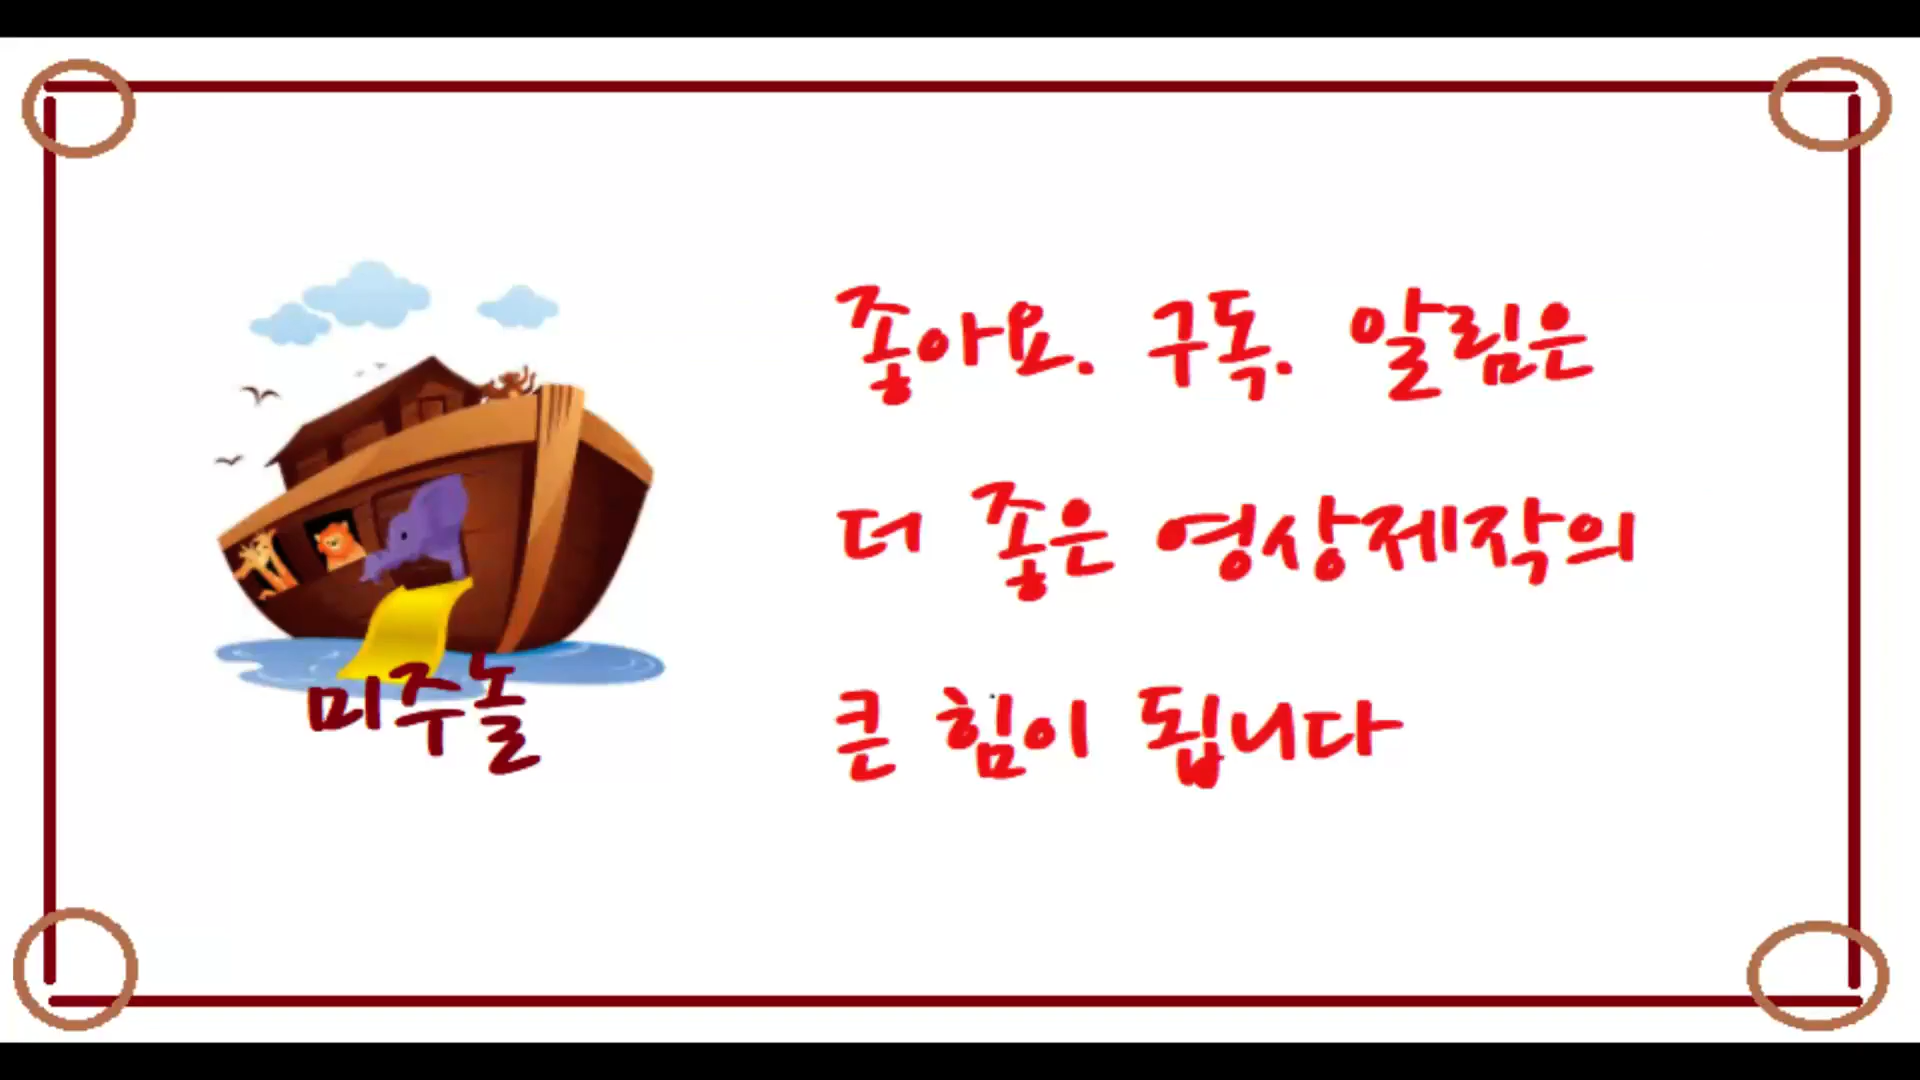 좋아요. 구독. 알림은
더 좋은 영상제작의
큰 힘이 됩니다
미주돌